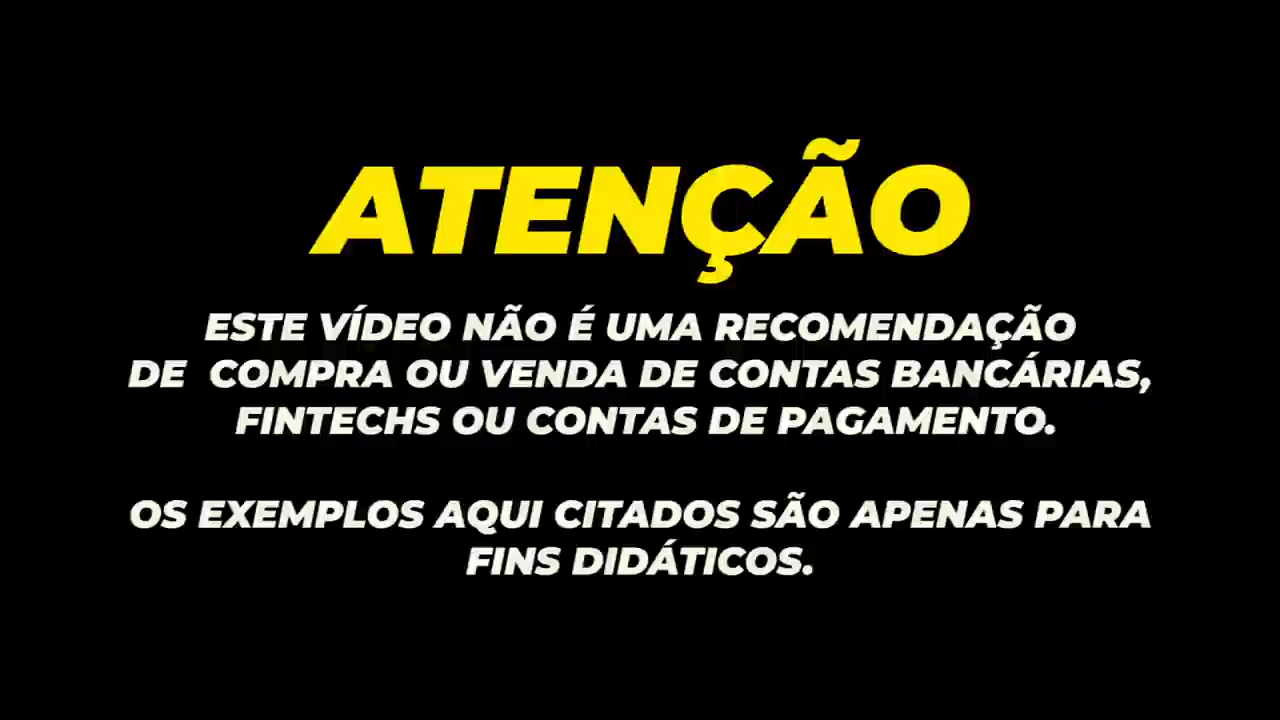 ATENÇÃO
ESTE VÍDEO NÃO É UMA RECOMENDAÇÃO
DE COMPRA OU VENDA DE CONTAS BANCÁRIAS,
FINTECHS OU CONTAS DE PAGAMENTO.
OS EXEMPLOS AQUI CITADOS SÃO APENAS PARA
FINS DIDÁTICOS.